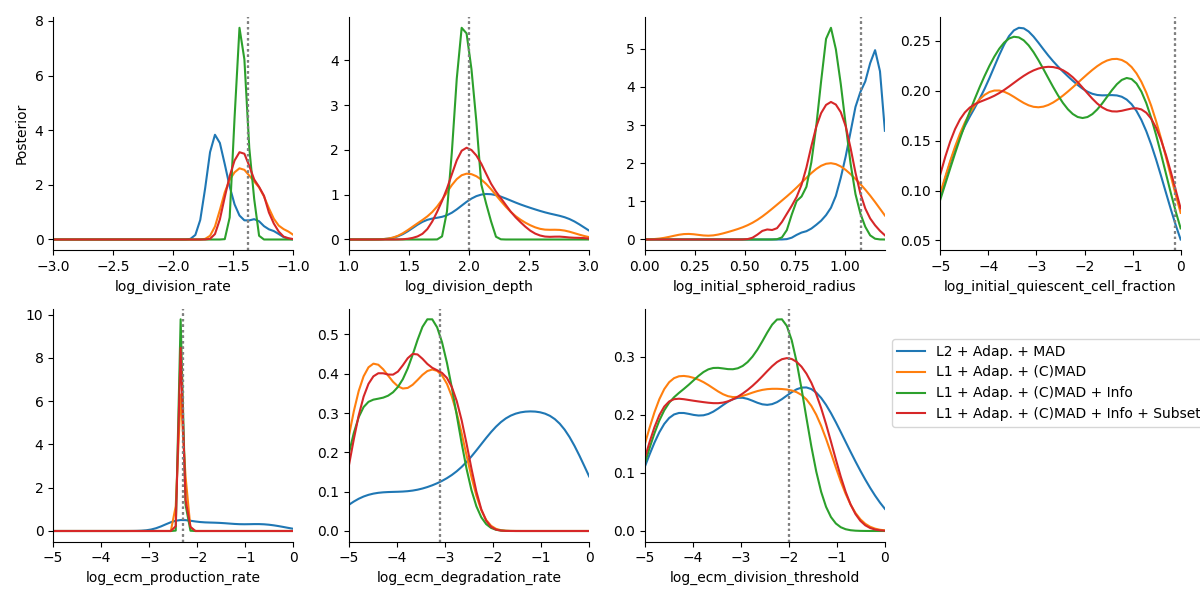 Posterior
8
6
4
2
0
−3.0 −2.5 −2.0 −1.5 −1.0
log_division_rate
4
3
2
1
0
1.0 1.5 2.0 2.5 3.0
log_division_depth
5
4
3
2
1
0
0.00 0.25 0.50 0.75 1.00
log_initial_spheroid_radius
0.25
0.20
0.15
0.10
0.05
−5 −4 −3 −2 −1 0
log_initial_quiescent_cell_fraction
10
8
6
4
2
0
−5 −4 −3 −2 −1 0
log_ecm_production_rate
0.5
0.4
0.3
0.2
0.1
0.0
−5 −4 −3 −2 −1 0
log_ecm_degradation_rate
0.3
0.2
0.1
0.0
−5 −4 −3 −2 −1 0
log_ecm_division_threshold
L2 + Adap. + MAD
L1 + Adap. + (C)MAD
L1 + Adap. + (C)MAD + Info
L1 + Adap. + (C)MAD + Info + Subset